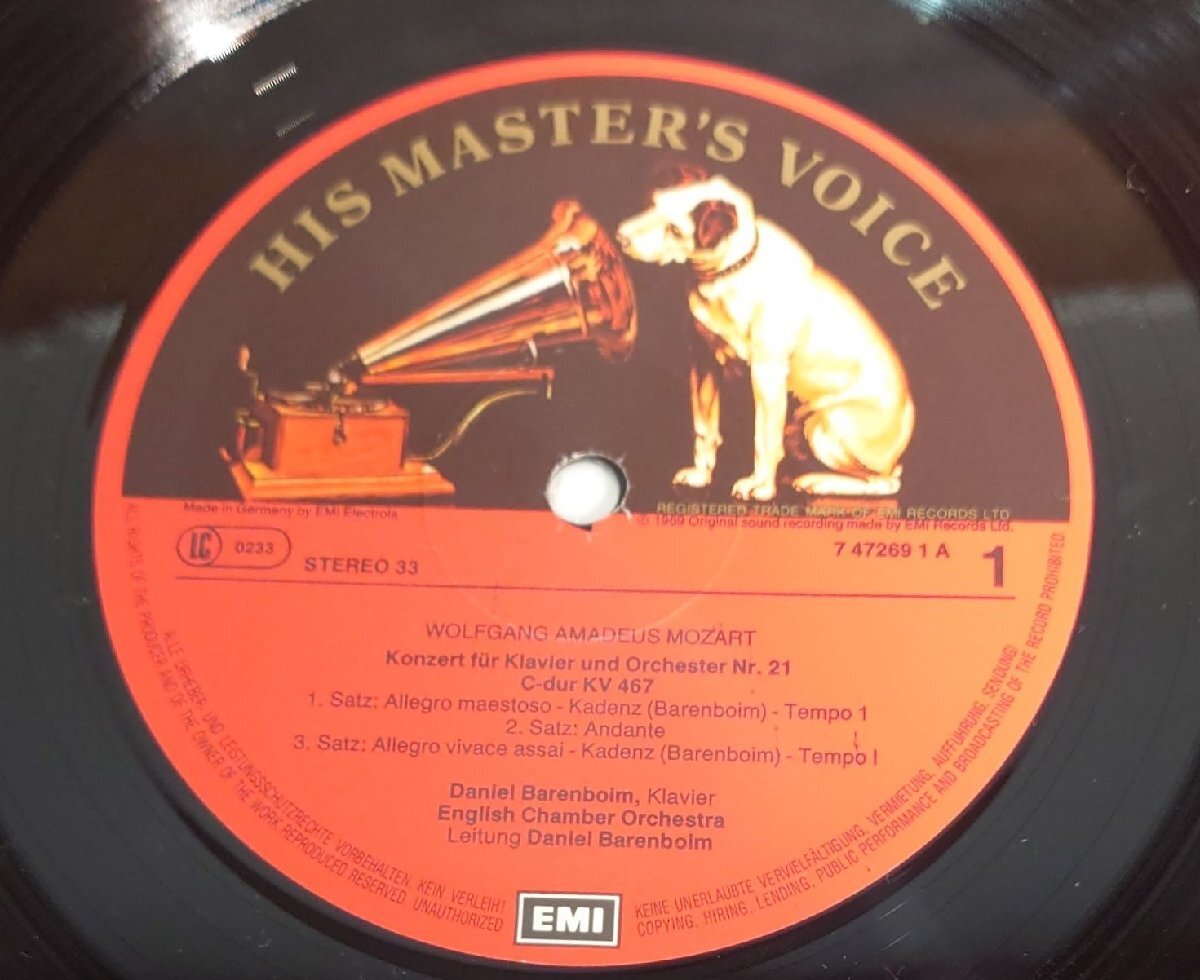 HIS MASTER'S VOICE
Made in Germany by EMI Electrola
REGISTERED TRADE MARK OF EMI RECORDS LTD
℗ 1969 Original sound recording made by EMI Records Ltd.
LC 0233
STEREO 33
7 47269 1 A
1
WOLFGANG AMADEUS MOZART
Konzert für Klavier und Orchester Nr. 21
C-dur KV 467
1. Satz: Allegro maestoso - Kadenz (Barenboim) - Tempo 1
2. Satz: Andante
3. Satz: Allegro vivace assai - Kadenz (Barenboim) - Tempo I
Daniel Barenboim, Klavier
English Chamber Orchestra
Leitung Daniel Barenboim
EMI
ALLE URHEBER- UND LEISTUNGSSCHUTZRECHTE VORBEHALTEN. KEIN VERLEIH! KEINE UNERLAUBTE VERVIELFÄLTIGUNG, VERMIETUNG, AUFFÜHRUNG, SENDUNG!
ALL RIGHTS OF THE PRODUCER AND OF THE OWNER OF THE WORK REPRODUCED RESERVED. UNAUTHORIZED COPYING, HIRING, LENDING, PUBLIC PERFORMANCE AND BROADCASTING OF THE RECORD PROHIBITED.